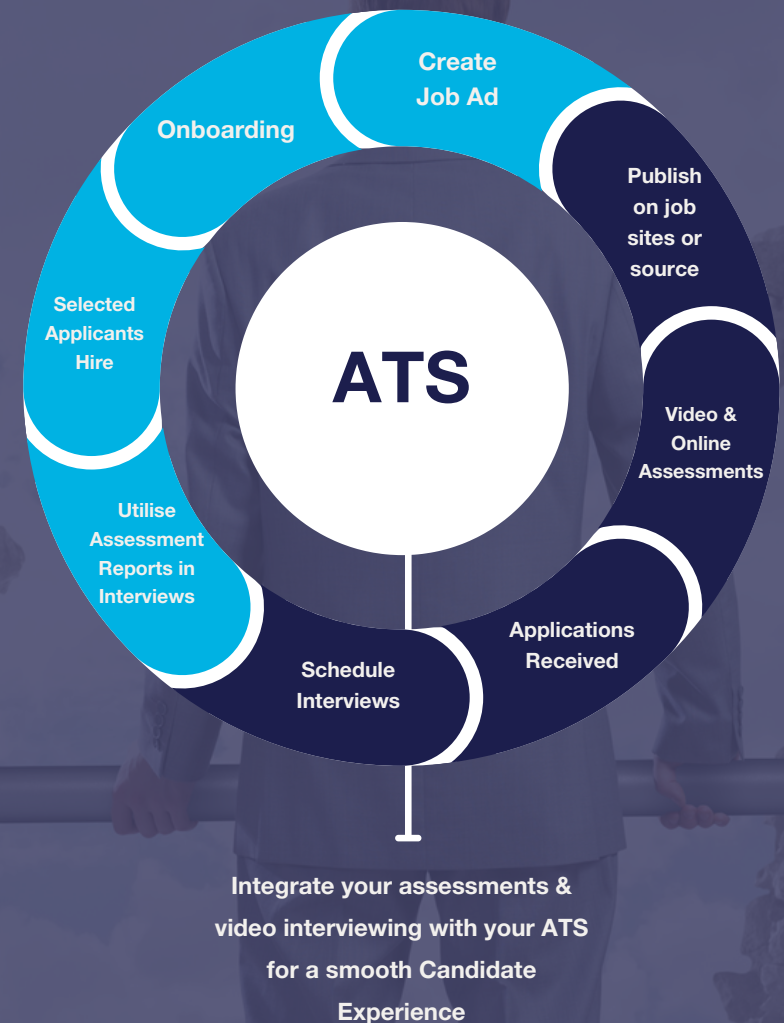 Create
Job Ad
Publish
on job
sites or
source
Video &
Online
Assessments
Applications
Received
Schedule
Interviews
Utilise
Assessment
Reports in
Interviews
Selected
Applicants
Hire
Onboarding
ATS
Integrate your assessments &
video interviewing with your ATS
for a smooth Candidate
Experience